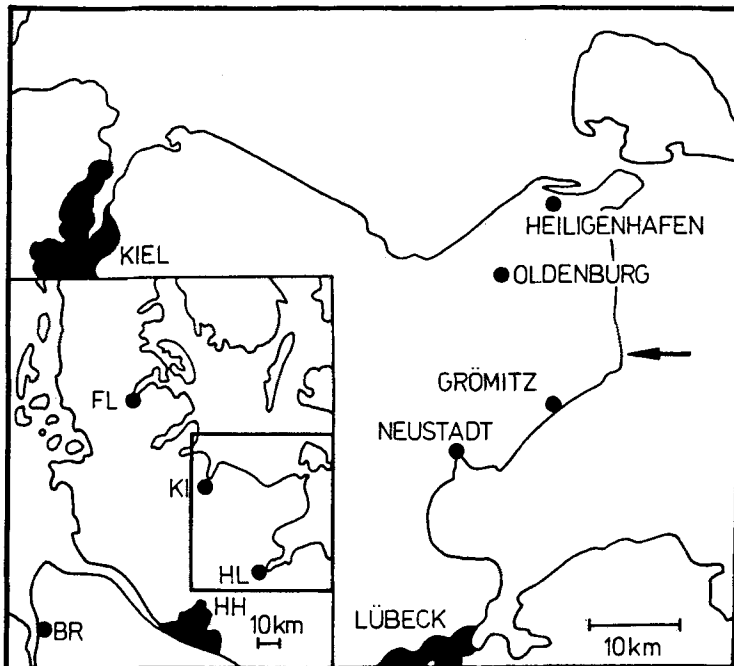 KIEL
HEILIGENHAFEN
OLDENBURG
GRÖMITZ
NEUSTADT
LÜBECK
10km
FL
KI
HL
HH
BR
10km